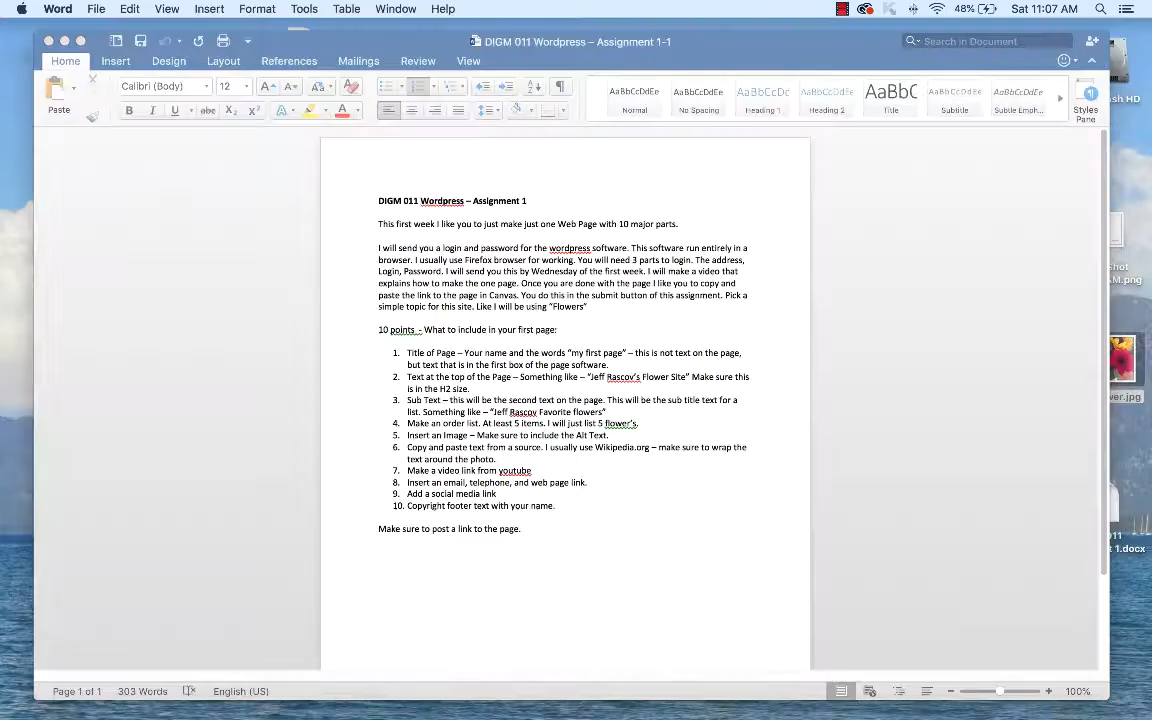 Word File Edit View Insert Format Tools Table Window Help 48% Sat 11:07 AM
DIGM 011 Wordpress – Assignment 1-1
Search in Document
Home Insert Design Layout References Mailings Review View
Paste
Calibri (Body) 12
AaBbCcDdEe AaBbCcDdEe AaBbCcDc AaBbCcDdEe AaBbC AaBbCcDdEe AaBbCcDdEe
Normal No Spacing Heading 1 Heading 2 Title Subtitle Subtle Emph...
Styles
Pane
DIGM 011 Wordpress – Assignment 1
This first week I like you to just make just one Web Page with 10 major parts.
I will send you a login and password for the wordpress software. This software run entirely in a
browser. I usually use Firefox browser for working. You will need 3 parts to login. The address,
Login, Password. I will send you this by Wednesday of the first week. I will make a video that
explains how to make the one page. Once you are done with the page I like you to copy and
paste the link to the page in Canvas. You do this in the submit button of this assignment. Pick a
simple topic for this site. Like I will be using “Flowers”
10 points - What to include in your first page:
1. Title of Page – Your name and the words “my first page” – this is not text on the page,
but text that is in the first box of the page software.
2. Text at the top of the Page – Something like – “Jeff Rascov’s Flower Site” Make sure this
is in the H2 size.
3. Sub Text – this will be the second text on the page. This will be the sub title text for a
list. Something like – “Jeff Rascov Favorite flowers”
4. Make an order list. At least 5 items. I will just list 5 flower’s.
5. Insert an Image – Make sure to include the Alt Text.
6. Copy and paste text from a source. I usually use Wikipedia.org – make sure to wrap the
text around the photo.
7. Make a video link from youtube
8. Insert an email, telephone, and web page link.
9. Add a social media link
10. Copyright footer text with your name.
Make sure to post a link to the page.
Page 1 of 1 303 Words English (US) 100%
sh HD
Shot
M.png
ver.jpg
011
t 1.docx